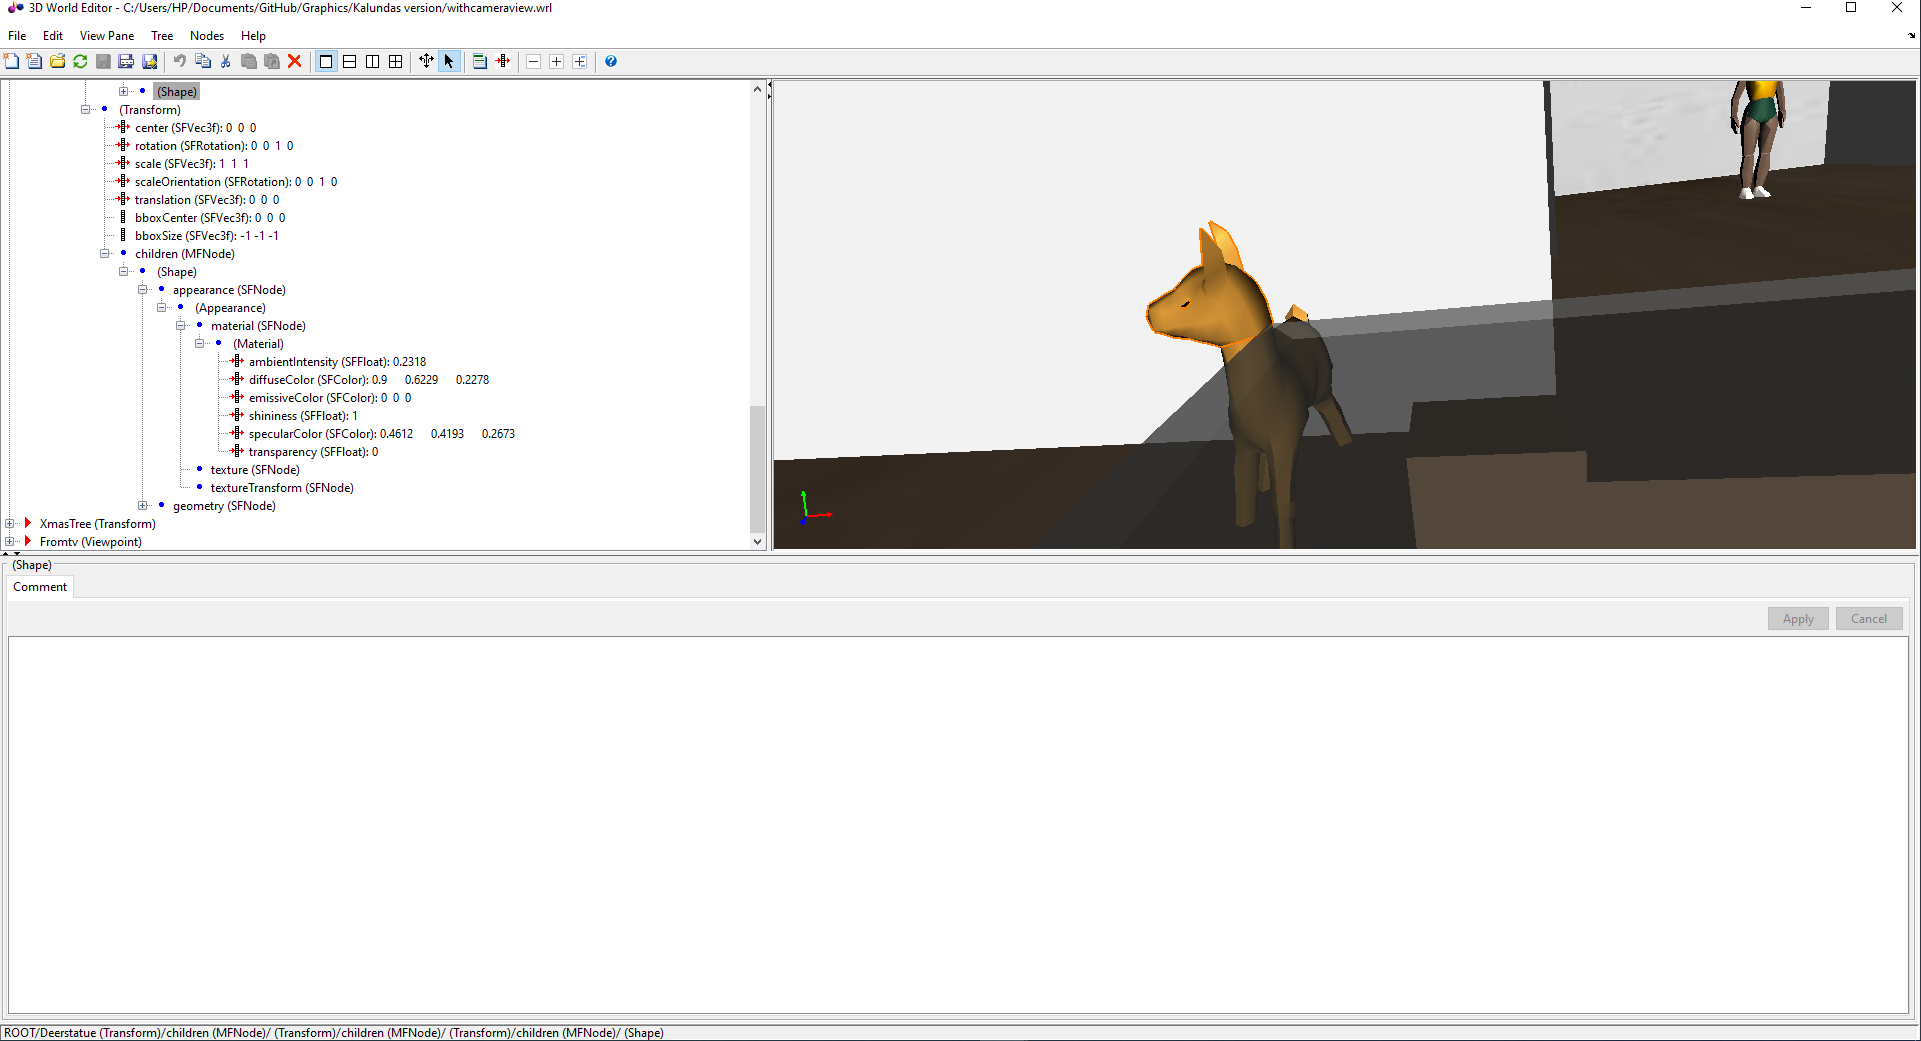 3D World Editor - C:/Users/HP/Documents/GitHub/Graphics/Kalundas version/withcameraview.wrl
File Edit View Pane Tree Nodes Help
(Shape)
(Transform)
center (SFVec3f): 0 0 0
rotation (SFRotation): 0 0 1 0
scale (SFVec3f): 1 1 1
scaleOrientation (SFRotation): 0 0 1 0
translation (SFVec3f): 0 0 0
bboxCenter (SFVec3f): 0 0 0
bboxSize (SFVec3f): -1 -1 -1
children (MFNode)
(Shape)
appearance (SFNode)
(Appearance)
material (SFNode)
(Material)
ambientIntensity (SFFloat): 0.2318
diffuseColor (SFColor): 0.9 0.6229 0.2278
emissiveColor (SFColor): 0 0 0
shininess (SFFloat): 1
specularColor (SFColor): 0.4612 0.4193 0.2673
transparency (SFFloat): 0
texture (SFNode)
textureTransform (SFNode)
geometry (SFNode)
XmasTree (Transform)
Fromtv (Viewpoint)
(Shape)
Comment
Apply Cancel
ROOT/Deerstatue (Transform)/children (MFNode)/ (Transform)/children (MFNode)/ (Transform)/children (MFNode)/ (Shape)